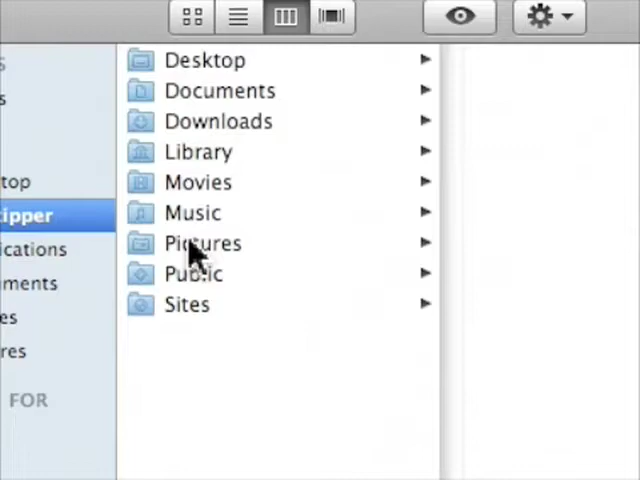 S
s
top
ipper
ications
ments
es
res
FOR
Desktop
Documents
Downloads
Library
Movies
Music
Pictures
Public
Sites